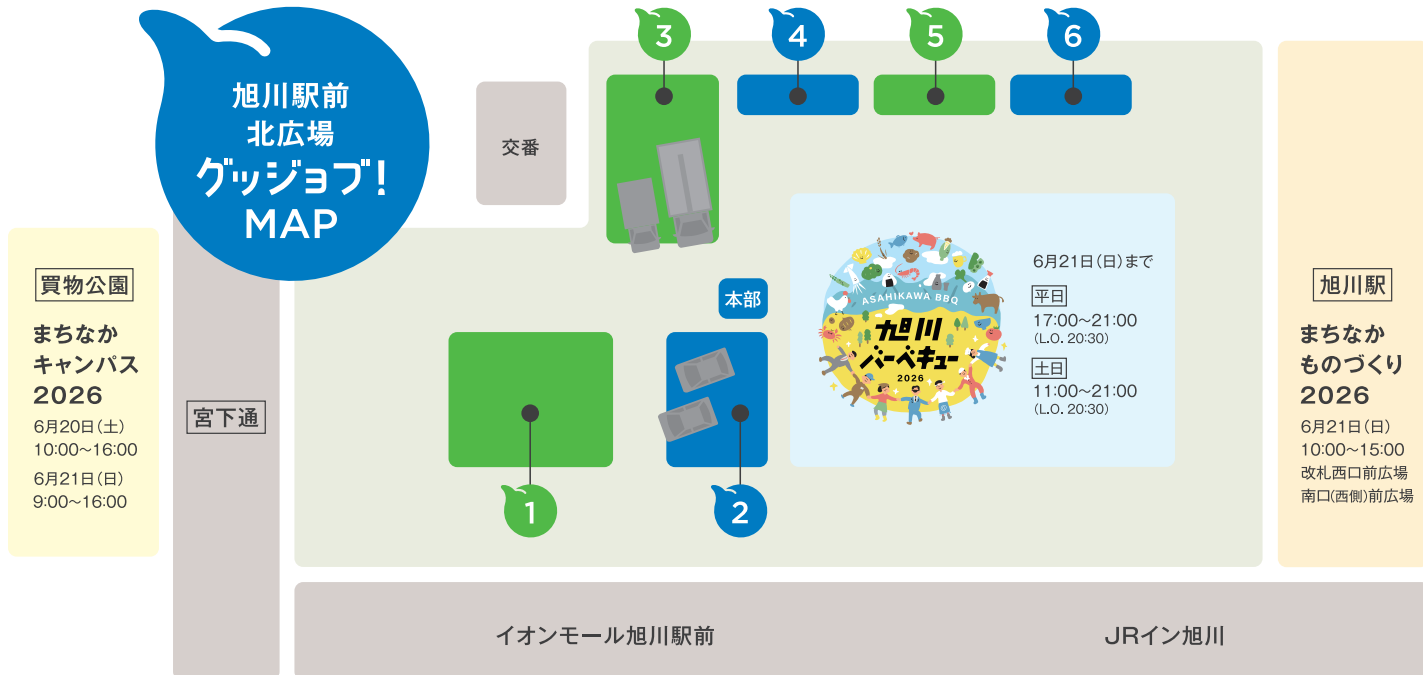 旭川駅前
北広場
グッジョブ!
MAP
買物公園
まちなか
キャンパス
2026
6月20日(土)
10:00~16:00
6月21日(日)
9:00~16:00
宮下通
交番
3
4
5
6
本部
1
2
ASAHIKAWA BBQ
旭川
バーベキュー
2026
6月21日(日)まで
平日
17:00~21:00
(L.O. 20:30)
土日
11:00~21:00
(L.O. 20:30)
旭川駅
まちなか
ものづくり
2026
6月21日(日)
10:00~15:00
改札西口前広場
南口(西側)前広場
イオンモール旭川駅前
JRイン旭川